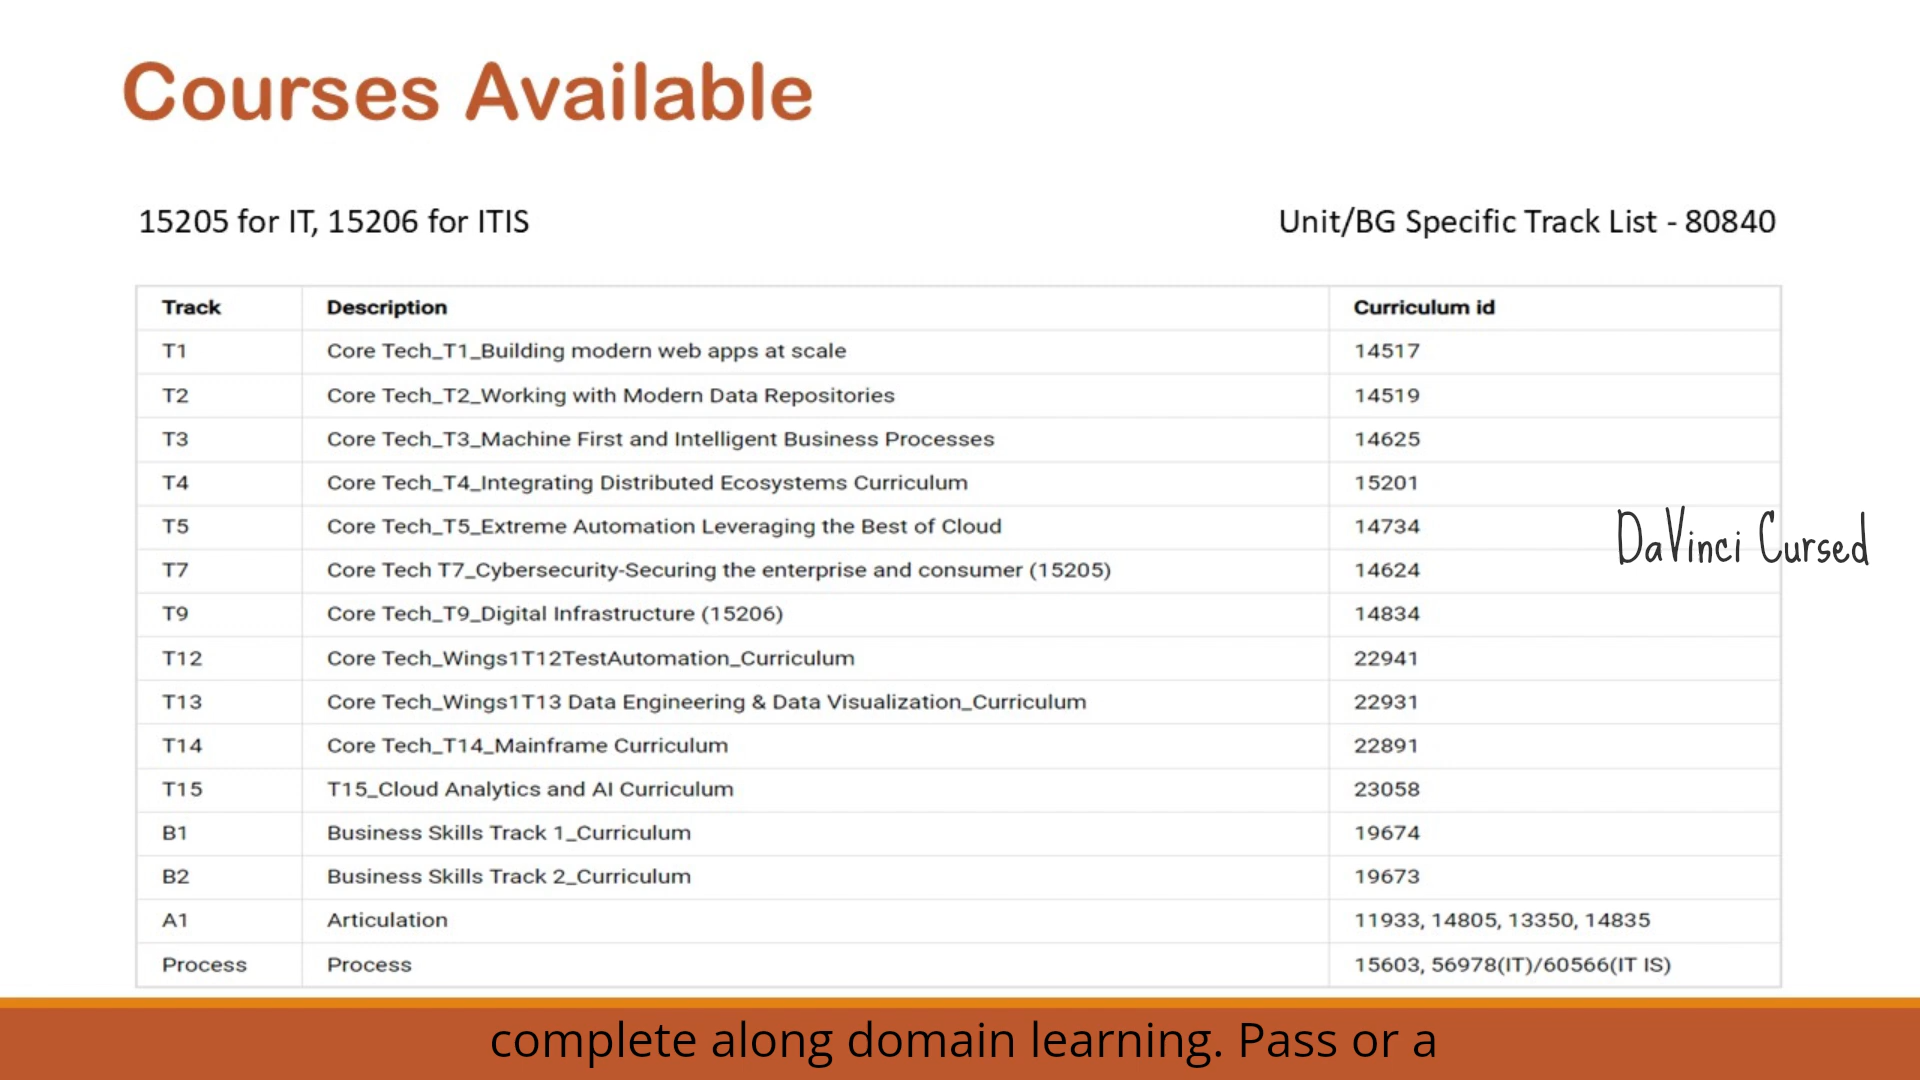 Courses Available
15205 for IT, 15206 for ITIS
Unit/BG Specific Track List - 80840
Track Description Curriculum id
T1 Core Tech_T1_Building modern web apps at scale 14517
T2 Core Tech_T2_Working with Modern Data Repositories 14519
T3 Core Tech_T3_Machine First and Intelligent Business Processes 14625
T4 Core Tech_T4_Integrating Distributed Ecosystems Curriculum 15201
T5 Core Tech_T5_Extreme Automation Leveraging the Best of Cloud 14734
DaVinci Cursed
T7 Core Tech T7_Cybersecurity-Securing the enterprise and consumer (15205) 14624
T9 Core Tech_T9_Digital Infrastructure (15206) 14834
T12 Core Tech_Wings1T12TestAutomation_Curriculum 22941
T13 Core Tech_Wings1T13 Data Engineering & Data Visualization_Curriculum 22931
T14 Core Tech_T14_Mainframe Curriculum 22891
T15 T15_Cloud Analytics and AI Curriculum 23058
B1 Business Skills Track 1_Curriculum 19674
B2 Business Skills Track 2_Curriculum 19673
A1 Articulation 11933, 14805, 13350, 14835
Process Process 15603, 56978(IT)/60566(IT IS)
complete along domain learning. Pass or a